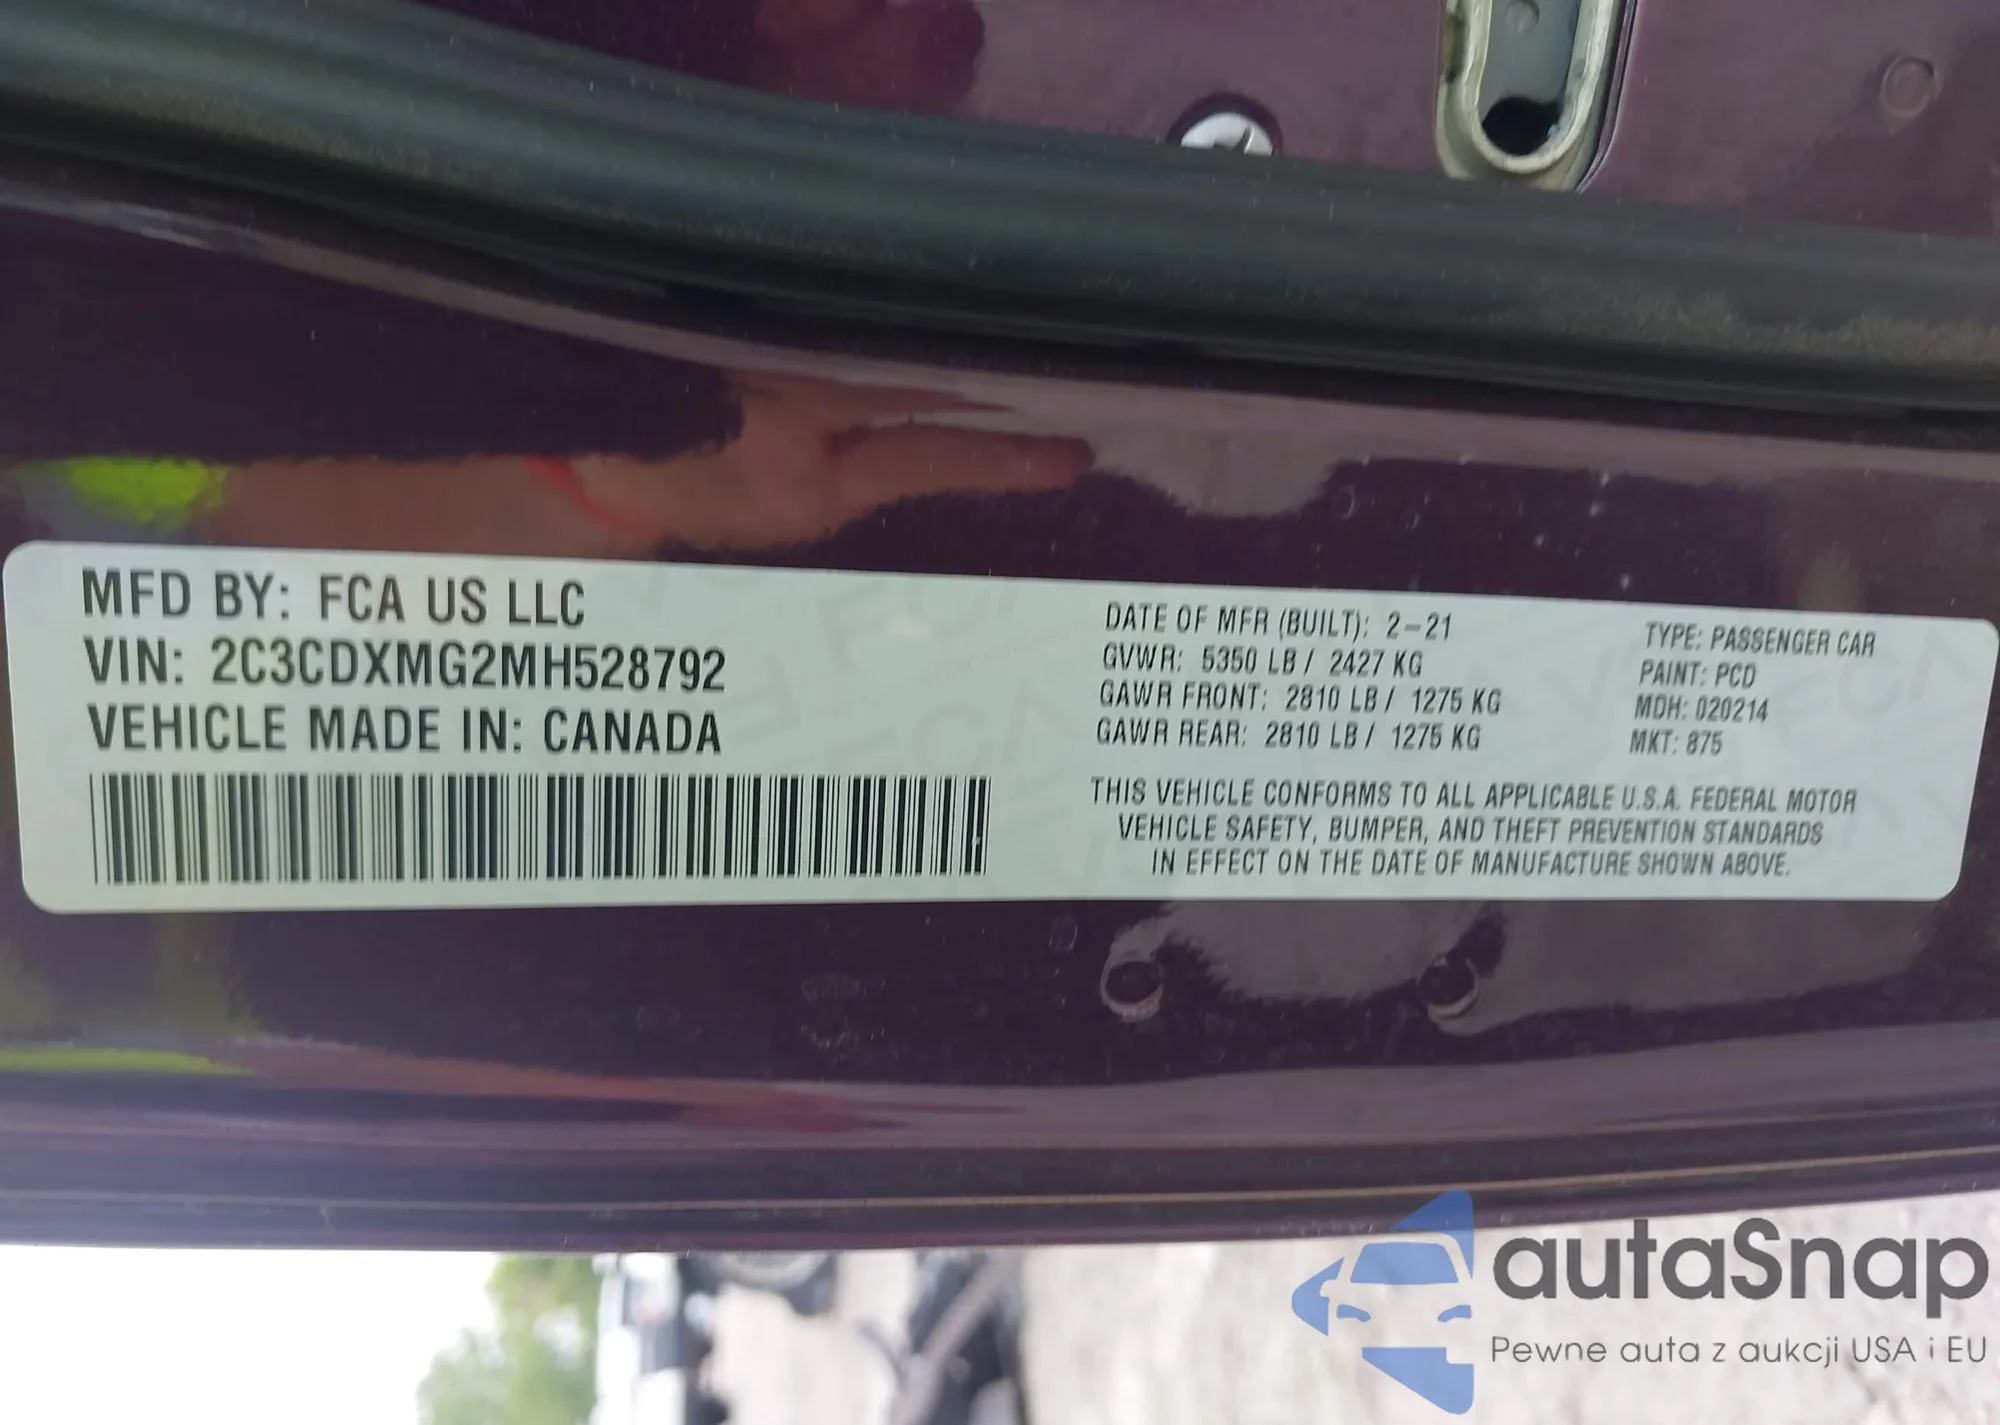 MFD BY: FCA US LLC
VIN: 2C3CDXMG2MH528792
VEHICLE MADE IN: CANADA
DATE OF MFR (BUILT): 2-21
GVWR: 5350 LB / 2427 KG
GAWR FRONT: 2810 LB / 1275 KG
GAWR REAR: 2810 LB / 1275 KG
TYPE: PASSENGER CAR
PAINT: PCD
MDH: 020214
MKT: 875
THIS VEHICLE CONFORMS TO ALL APPLICABLE U.S.A. FEDERAL MOTOR
VEHICLE SAFETY, BUMPER, AND THEFT PREVENTION STANDARDS
IN EFFECT ON THE DATE OF MANUFACTURE SHOWN ABOVE.
autaSnap
Pewne auta z aukcji USA i EU